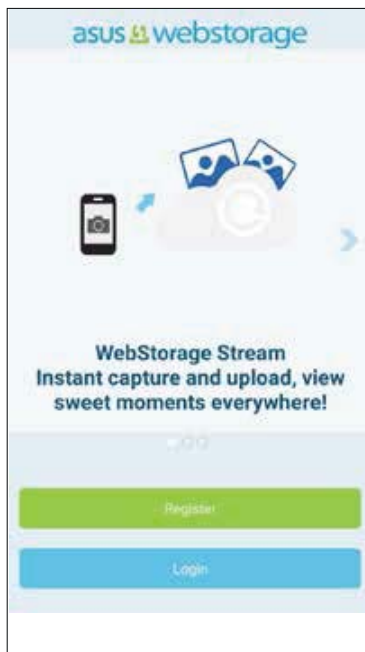 asus webstorage
WebStorage Stream
Instant capture and upload, view
sweet moments everywhere!
Register
Login